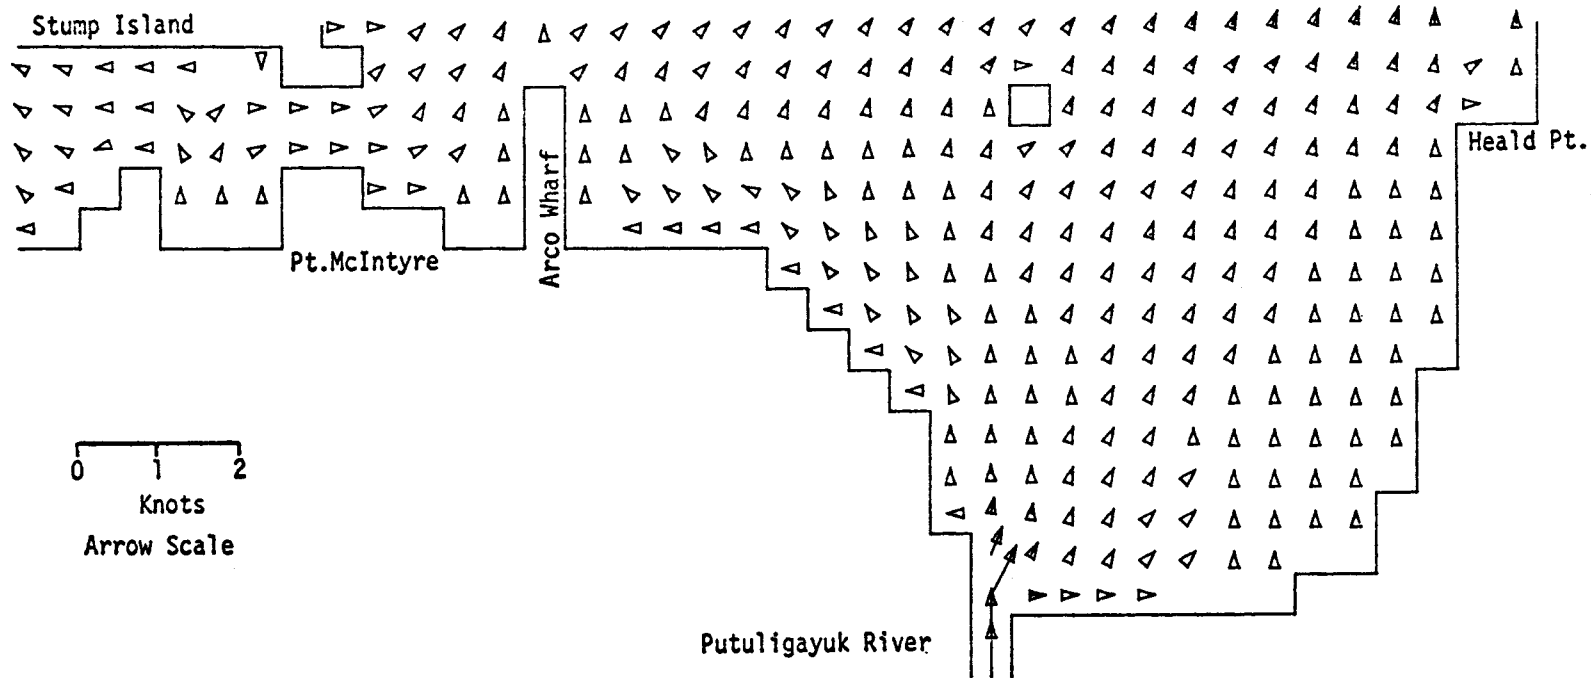 Stump Island
Heald Pt.
Arco Wharf
Pt.McIntyre
0 1 2
Knots
Arrow Scale
Putuligayuk River